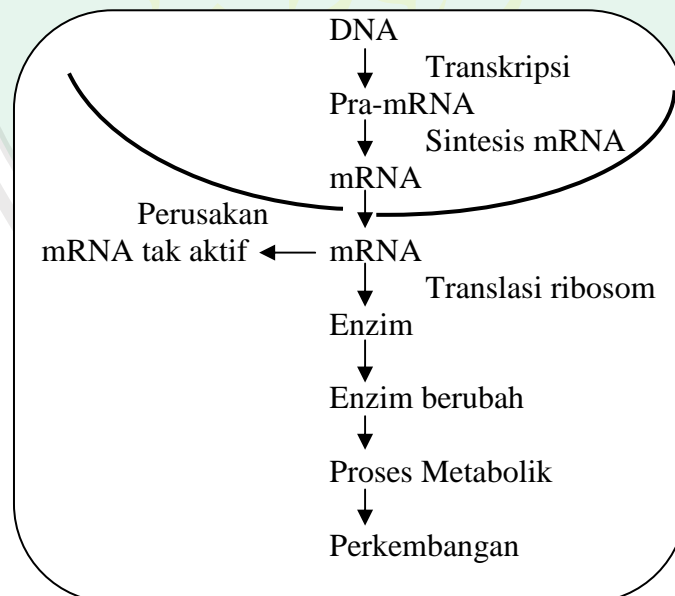 DNA
Transkripsi
Pra-mRNA
Sintesis mRNA
mRNA
Perusakan
mRNA tak aktif
mRNA
Translasi ribosom
Enzim
Enzim berubah
Proses Metabolik
Perkembangan